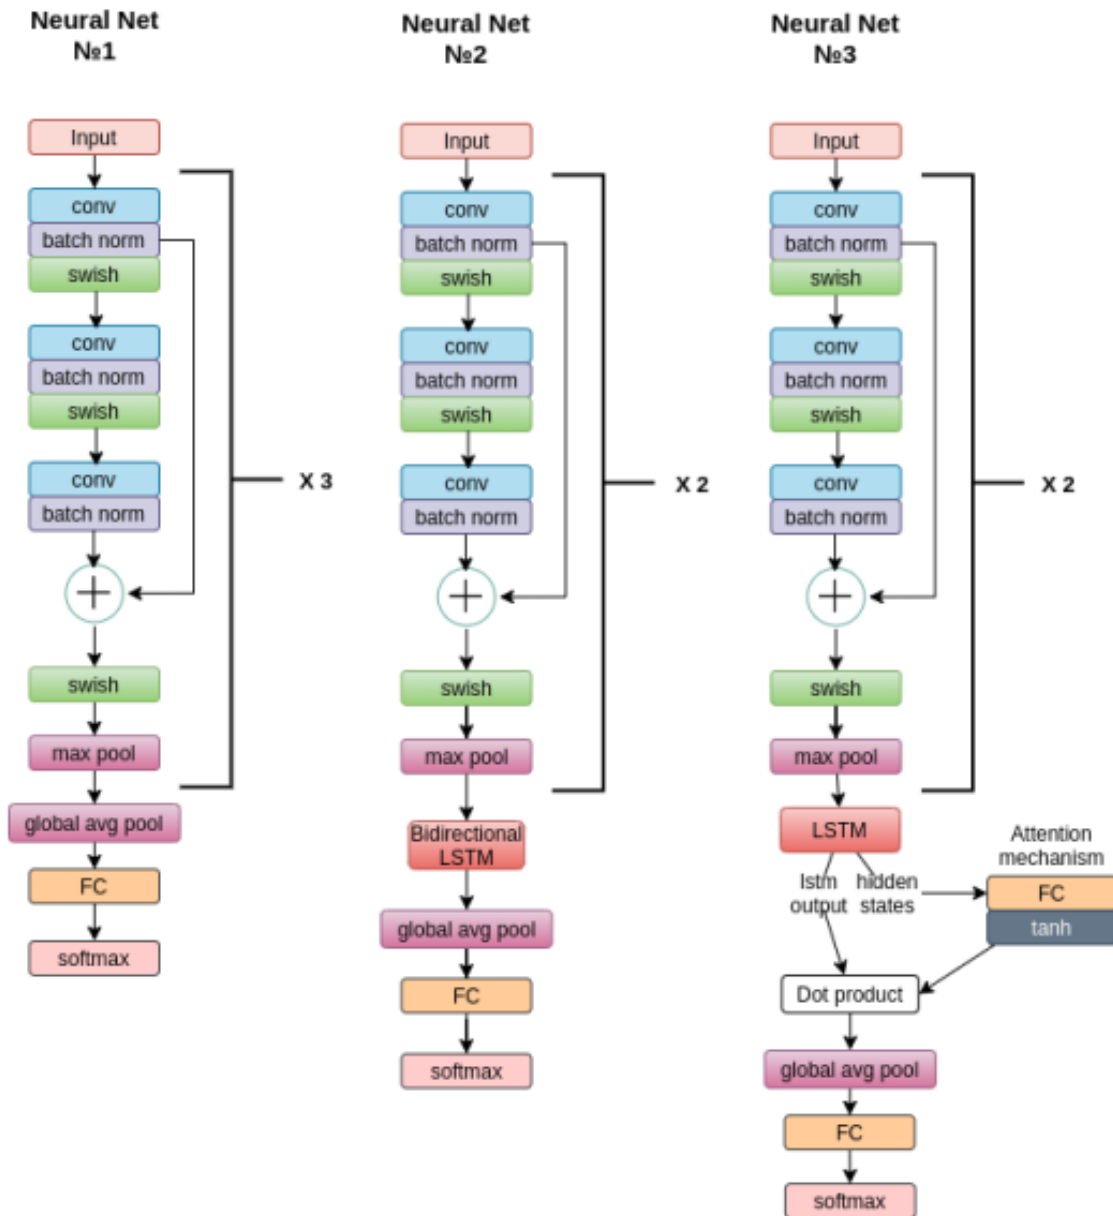 Neural Net
№1
Input
conv
batch norm
swish
conv
batch norm
swish
conv
batch norm
X 3
swish
max pool
global avg pool
FC
softmax
Neural Net
№2
Input
conv
batch norm
swish
conv
batch norm
swish
conv
batch norm
X 2
swish
max pool
Bidirectional
LSTM
global avg pool
FC
softmax
Neural Net
№3
Input
conv
batch norm
swish
conv
batch norm
swish
conv
batch norm
X 2
swish
max pool
LSTM
lstm
output
hidden
states
Attention
mechanism
FC
tanh
Dot product
global avg pool
FC
softmax